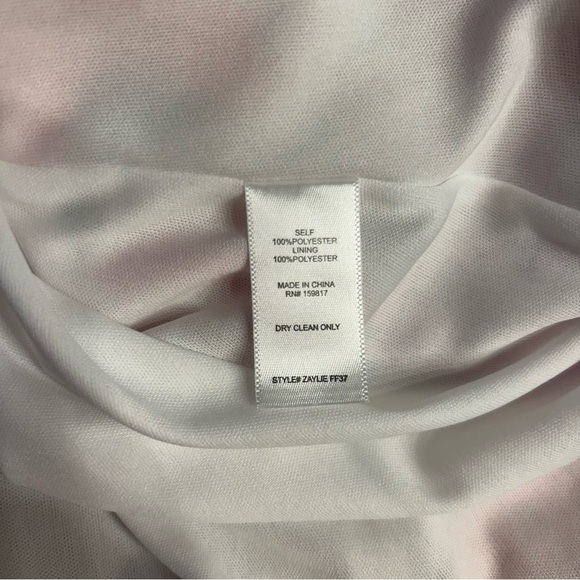 SELF
100%POLYESTER
LINING
100%POLYESTER
MADE IN CHINA
RN# 159817
DRY CLEAN ONLY
STYLE# ZAYLIE FF37